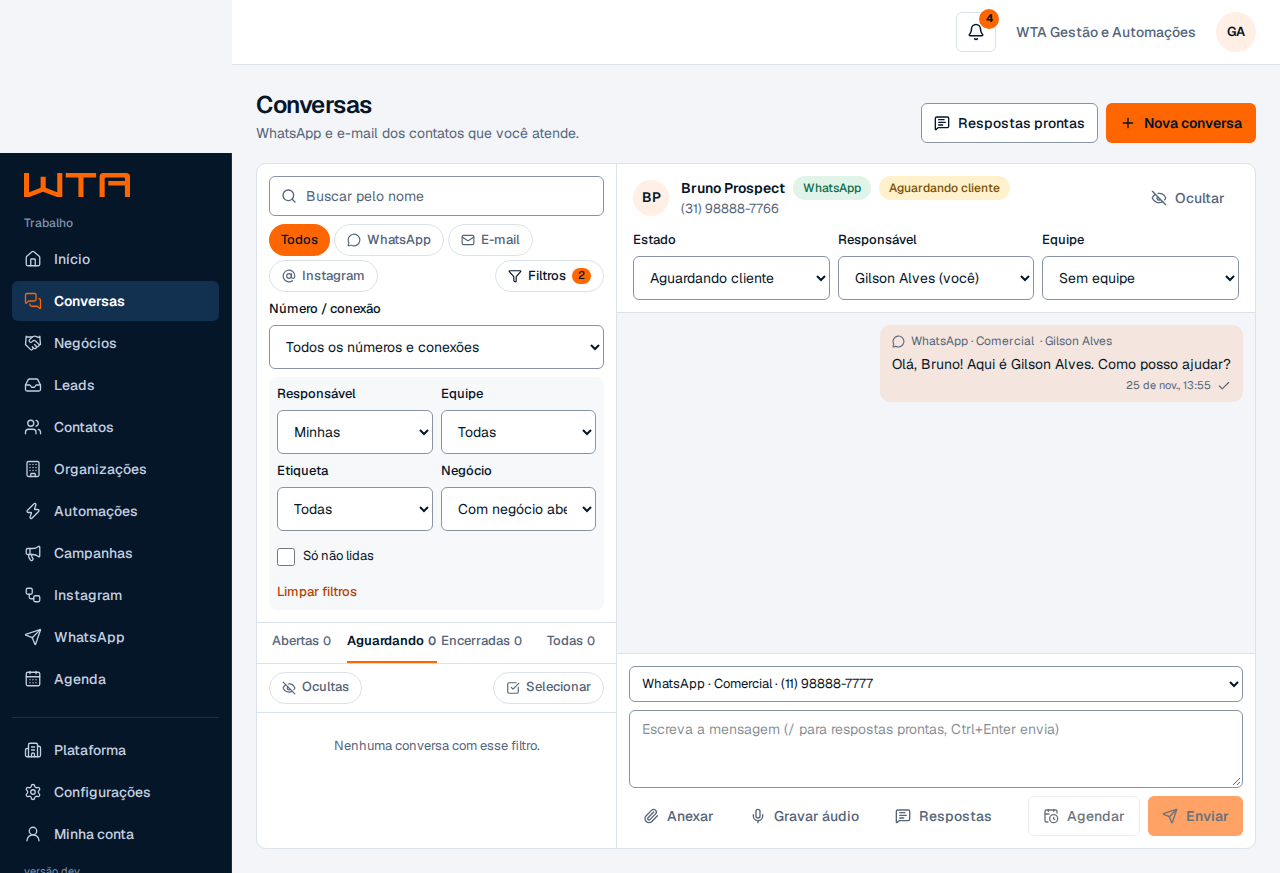 4
WTA Gestão e Automações
GA
Conversas
WhatsApp e e-mail dos contatos que você atende.
Respostas prontas
Nova conversa
WTA
Trabalho
Início
Conversas
Negócios
Leads
Contatos
Organizações
Automações
Campanhas
Instagram
WhatsApp
Agenda
Plataforma
Configurações
Minha conta
versão dev
Buscar pelo nome
Todos
WhatsApp
E-mail
Instagram
Filtros 2
Número / conexão
Todos os números e conexões
Responsável
Equipe
Minhas
Todas
Etiqueta
Negócio
Todas
Com negócio abe
Só não lidas
Limpar filtros
Abertas 0
Aguardando 0
Encerradas 0
Todas 0
Ocultas
Selecionar
Nenhuma conversa com esse filtro.
BP
Bruno Prospect
WhatsApp
Aguardando cliente
(31) 98888-7766
Ocultar
Estado
Responsável
Equipe
Aguardando cliente
Gilson Alves (você)
Sem equipe
WhatsApp · Comercial · Gilson Alves
Olá, Bruno! Aqui é Gilson Alves. Como posso ajudar?
25 de nov., 13:55
WhatsApp · Comercial · (11) 98888-7777
Escreva a mensagem (/ para respostas prontas, Ctrl+Enter envia)
Anexar
Gravar áudio
Respostas
Agendar
Enviar